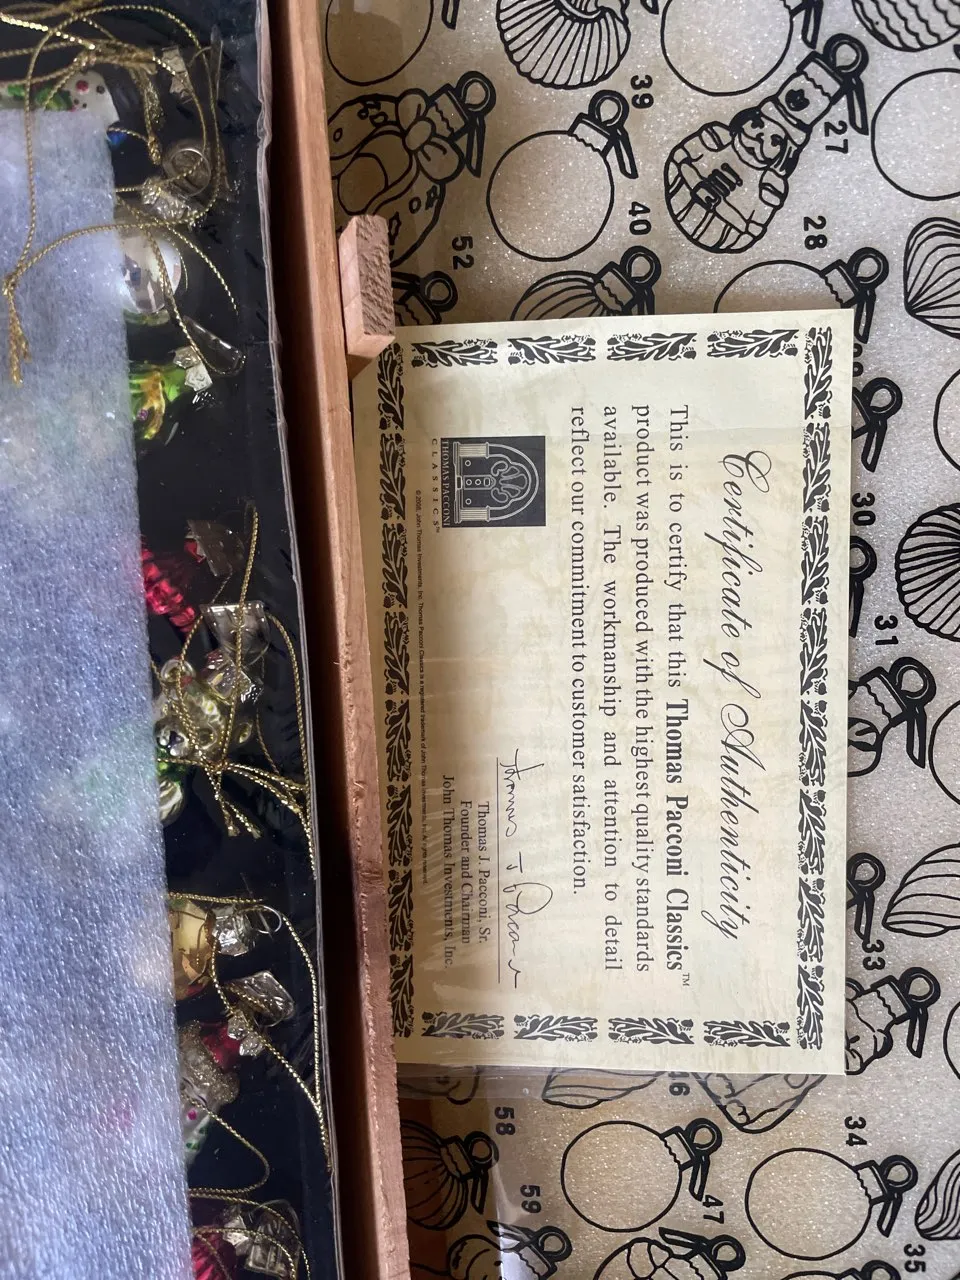 Certificate of Authenticity
This is to certify that this Thomas Pacconi Classics™
product was produced with the highest quality standards
available. The workmanship and attention to detail
reflect our commitment to customer satisfaction.
THOMAS PACCONI
CLASSICS™
Thomas J. Pacconi, Sr.
Founder and Chairman
John Thomas Investments, Inc.
39
27
40
28
52
30
31
33
46
34
58
47
59
35